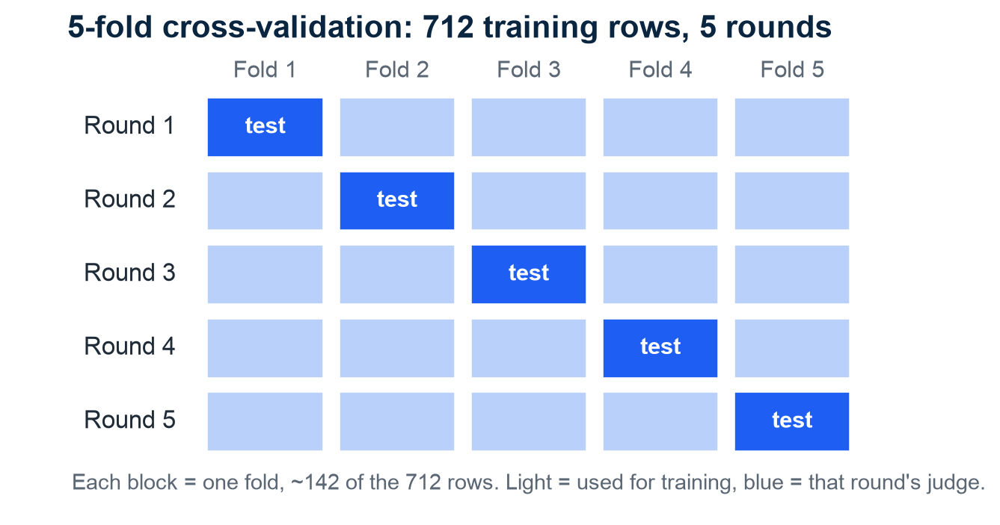 5-fold cross-validation: 712 training rows, 5 rounds
Fold 1 Fold 2 Fold 3 Fold 4 Fold 5
Round 1 test
Round 2 test
Round 3 test
Round 4 test
Round 5 test
Each block = one fold, ~142 of the 712 rows. Light = used for training, blue = that round's judge.